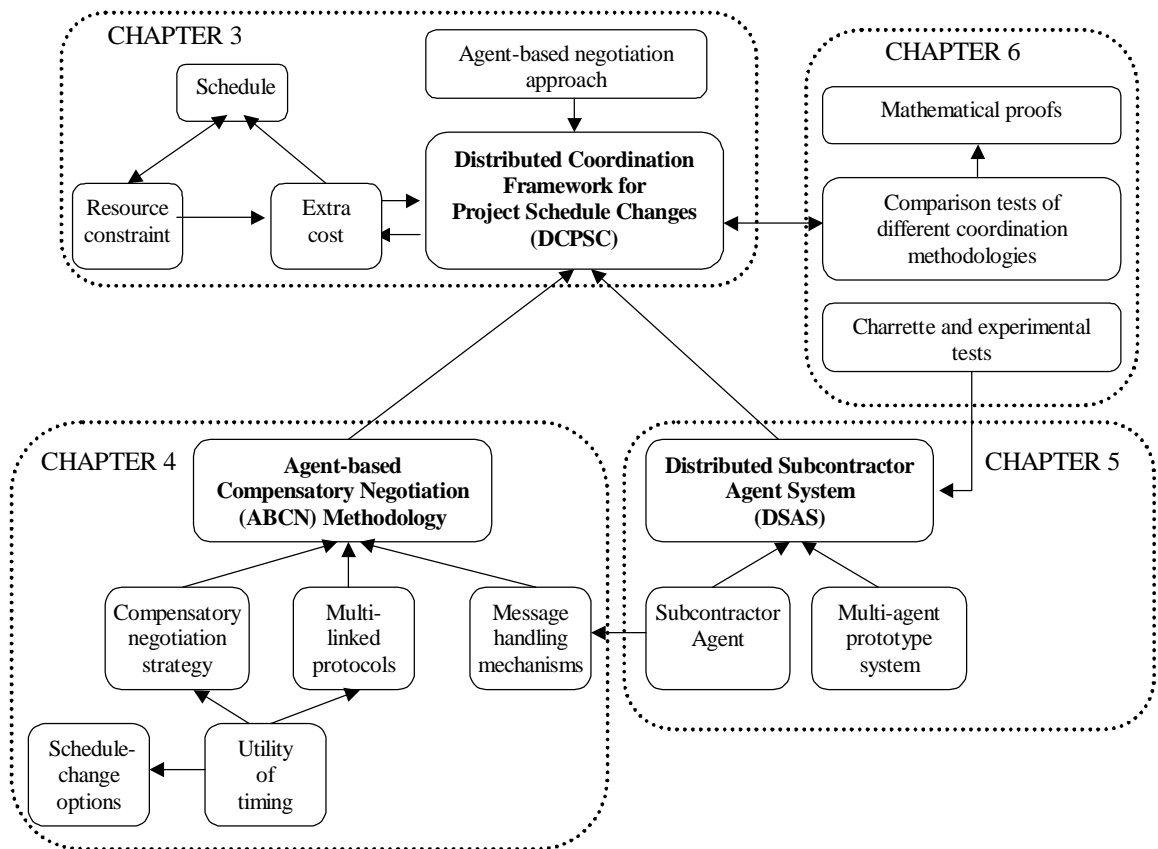 CHAPTER 3
Agent-based negotiation
approach
Schedule
Distributed Coordination
Framework for
Project Schedule Changes
(DCPSC)
Resource
constraint
Extra
cost
CHAPTER 6
Mathematical proofs
Comparison tests of
different coordination
methodologies
Charrette and experimental
tests
CHAPTER 4
Agent-based
Compensatory Negotiation
(ABCN) Methodology
Compensatory
negotiation
strategy
Multi-
linked
protocols
Message
handling
mechanisms
Schedule-
change
options
Utility
of
timing
CHAPTER 5
Distributed Subcontractor
Agent System
(DSAS)
Subcontractor
Agent
Multi-agent
prototype
system